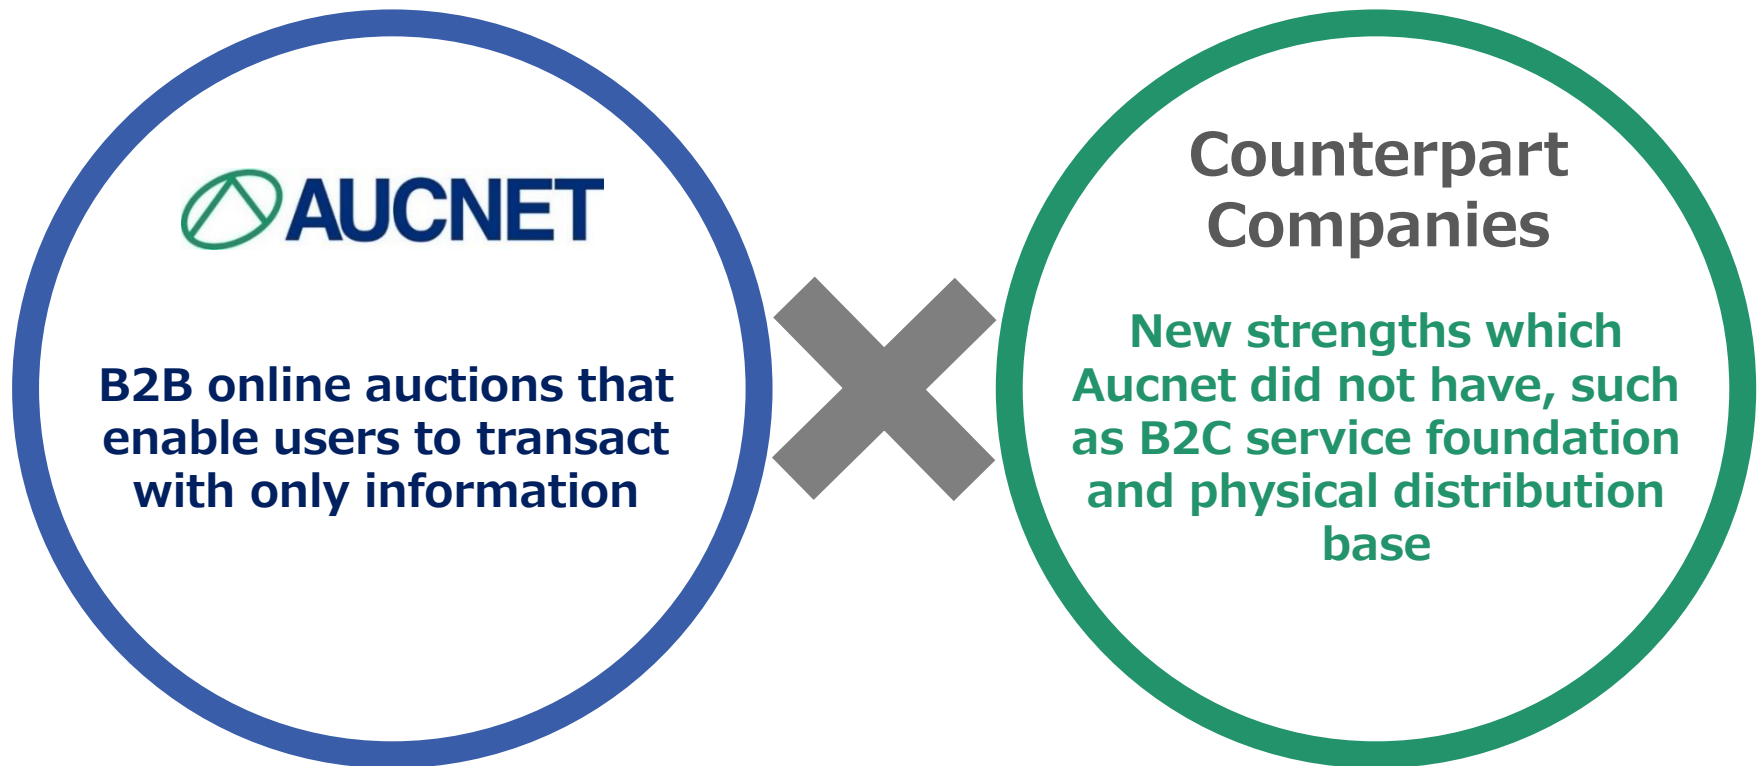 AUCNET
B2B online auctions that
enable users to transact
with only information
Counterpart
Companies
New strengths which
Aucnet did not have, such
as B2C service foundation
and physical distribution
base